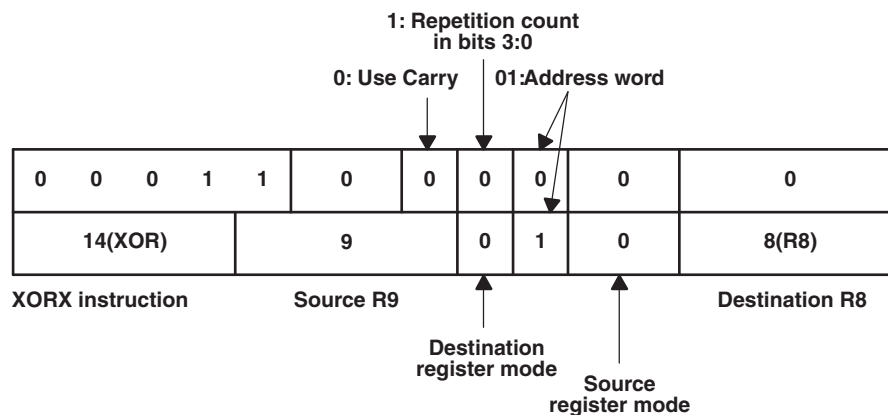 1: Repetition count
in bits 3:0
0: Use Carry 01:Address word
0 0 0 1 1 0 0 0 0 0 0
14(XOR) 9 0 1 0 8(R8)
XORX instruction Source R9 Destination R8
Destination
register mode
Source
register mode